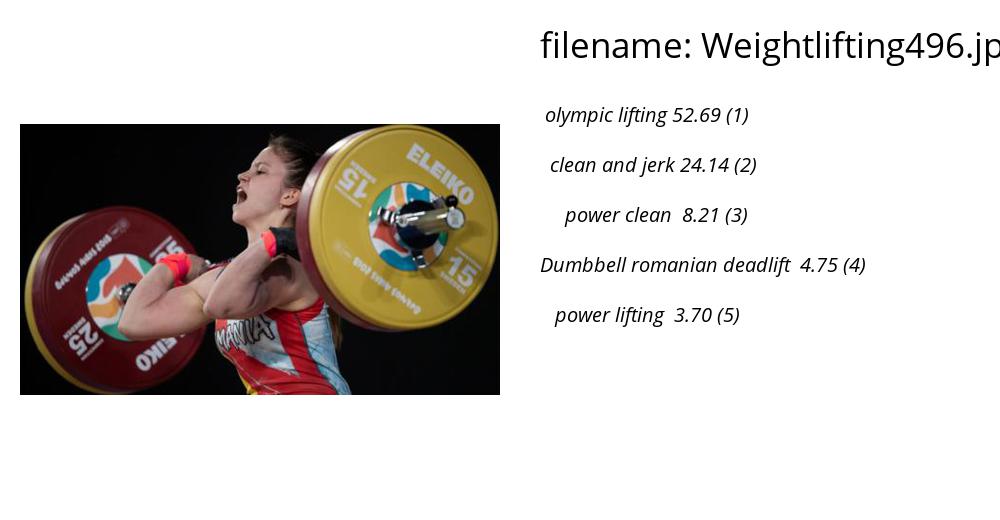 filename: Weightlifting496.jp
olympic lifting 52.69 (1)
clean and jerk 24.14 (2)
power clean 8.21 (3)
Dumbbell romanian deadlift 4.75 (4)
power lifting 3.70 (5)
ELEIKO
15
15
SWEDEN
25
ELEIKO
MANIA